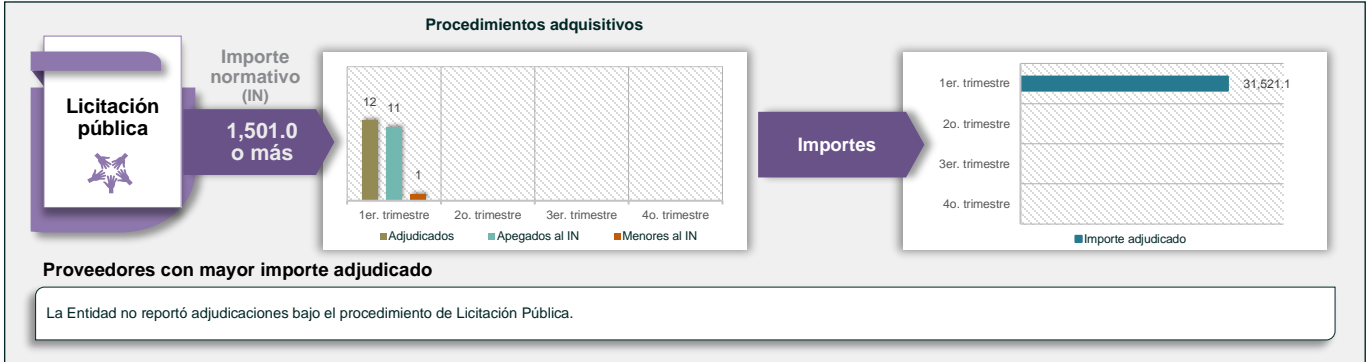 Procedimientos adquisitivos
Licitación
pública
Importe
normativo
(IN)
1,501.0
o más
12
11
1
1er. trimestre
2o. trimestre
3er. trimestre
4o. trimestre
Adjudicados
Apegados al IN
Menores al IN
Importes
1er. trimestre
31,521.1
2o. trimestre
3er. trimestre
4o. trimestre
Importe adjudicado
Proveedores con mayor importe adjudicado
La Entidad no reportó adjudicaciones bajo el procedimiento de Licitación Pública.